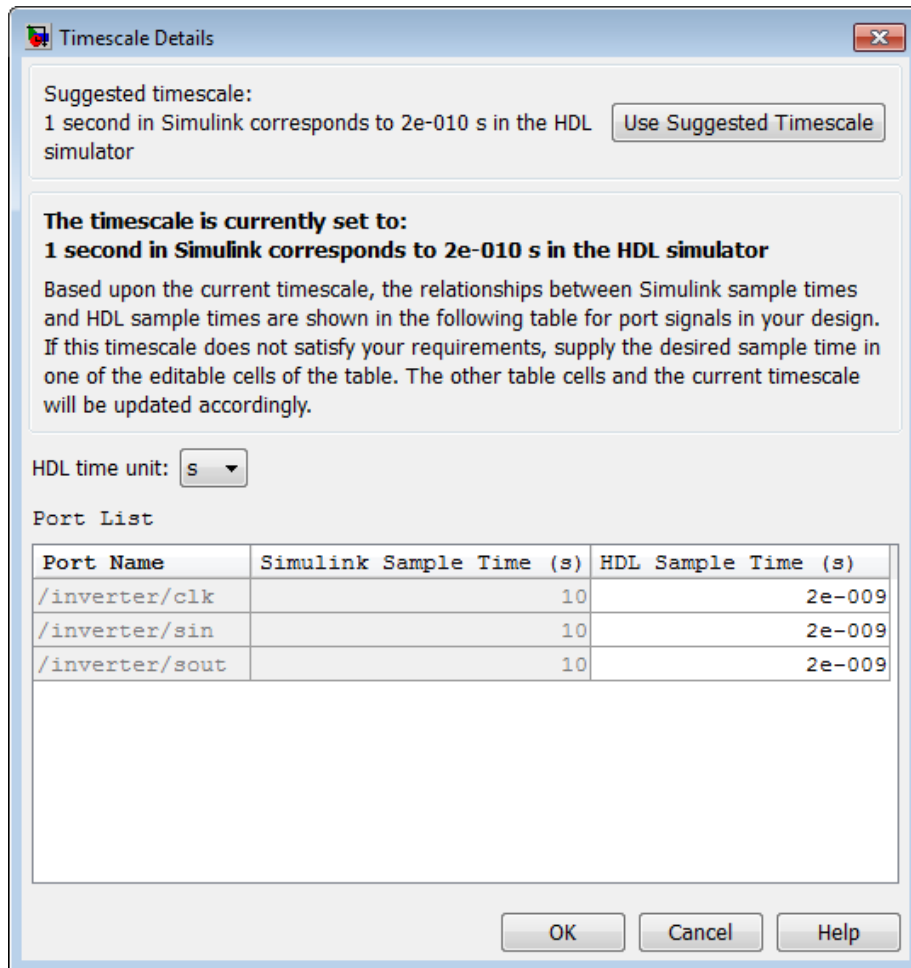 Timescale Details
Suggested timescale:
1 second in Simulink corresponds to 2e-010 s in the HDL
simulator
Use Suggested Timescale
The timescale is currently set to:
1 second in Simulink corresponds to 2e-010 s in the HDL simulator
Based upon the current timescale, the relationships between Simulink sample times
and HDL sample times are shown in the following table for port signals in your design.
If this timescale does not satisfy your requirements, supply the desired sample time in
one of the editable cells of the table. The other table cells and the current timescale
will be updated accordingly.
HDL time unit: s
Port List
Port Name Simulink Sample Time (s) HDL Sample Time (s)
/inverter/clk 10 2e-009
/inverter/sin 10 2e-009
/inverter/sout 10 2e-009
OK Cancel Help